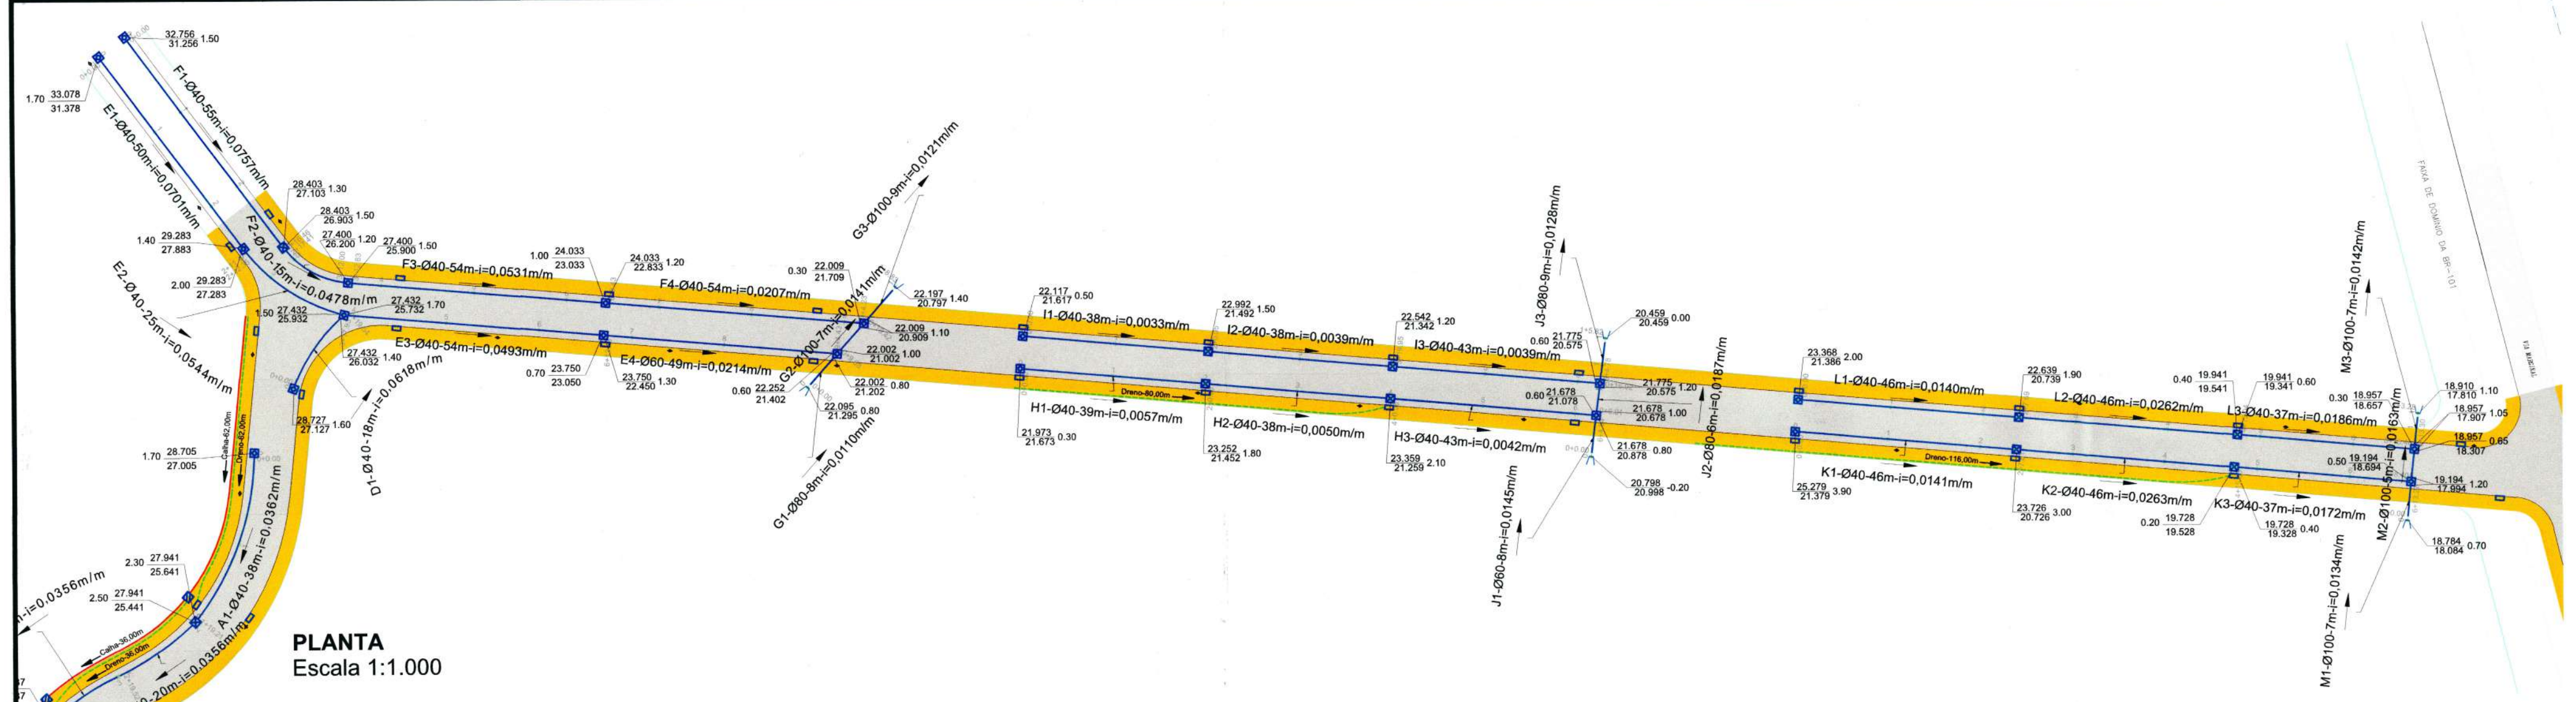 32.756
31.256 1.50
1.70 33.078
31.378
F1-Ø40-55m-i=0,0757m/m
E1-Ø40-50m-i=0,0701m/m
28.403
27.103 1.30
28.403
26.903 1.50
1.40 29.283
27.883
F2-Ø40-15m-i=0.0478m/m
27.400
26.200 1.20
27.400
25.900 1.50
2.00 29.283
27.283
E2-Ø40-25m-i=0.0544m/m
1.50 27.432
25.932
27.432
25.732 1.70
27.432
26.032 1.40
D1-Ø40-18m-i=0.0618m/m
28.727
27.127 1.60
F3-Ø40-54m-i=0,0531m/m
E3-Ø40-54m-i=0,0493m/m
1.00 24.033
23.033
24.033
22.833 1.20
0.70 23.750
23.050
23.750
22.450 1.30
F4-Ø40-54m-i=0,0207m/m
E4-Ø60-49m-i=0,0214m/m
0.30 22.009
21.709
G2-Ø100-7m-i=0,0141m/m
G3-Ø100-9m-i=0,0121m/m
22.197
20.797 1.40
22.009
20.909 1.10
22.002
21.002 1.00
0.60 22.252
21.402
22.002
21.202 0.80
22.095
21.295 0.80
G1-Ø80-8m-i=0,0110m/m
22.117
21.617 0.50
I1-Ø40-38m-i=0,0033m/m
22.992
21.492 1.50
I2-Ø40-38m-i=0,0039m/m
22.542
21.342 1.20
I3-Ø40-43m-i=0,0039m/m
Dreno-80,00m
H1-Ø40-39m-i=0,0057m/m
21.973
21.673 0.30
H2-Ø40-38m-i=0,0050m/m
23.252
21.452 1.80
H3-Ø40-43m-i=0,0042m/m
23.359
21.259 2.10
J3-Ø80-9m-i=0,0128m/m
20.459
20.459 0.00
0.60 21.775
20.575
21.775
20.575 1.20
0.60 21.678
21.078
21.678
20.678 1.00
21.678
20.878 0.80
J2-Ø80-6m-i=0,0187m/m
20.798
20.998 -0.20
J1-Ø60-8m-i=0,0145m/m
23.368
21.386 2.00
L1-Ø40-46m-i=0,0140m/m
22.639
20.739 1.90
L2-Ø40-46m-i=0,0262m/m
0.40 19.941
19.541
19.941
19.341 0.60
L3-Ø40-37m-i=0,0186m/m
Dreno-116,00m
K1-Ø40-46m-i=0,0141m/m
25.279
21.379 3.90
K2-Ø40-46m-i=0,0263m/m
23.726
20.726 3.00
K3-Ø40-37m-i=0,0172m/m
0.20 19.728
19.528
19.728
19.328 0.40
M3-Ø100-7m-i=0,0142m/m
0.30 18.957
18.657
18.910
17.810 1.10
18.957
17.907 1.05
18.957
18.307 0.65
0.50 19.194
18.694
19.194
17.994 1.20
M2-Ø100-5m-i=0,0163m/m
18.784
18.084 0.70
M1-Ø100-7m-i=0,0134m/m
FAIXA DE DOMINIO DA BR-101
VIA MARGINAL
Calha-62,00m
Dreno-62,00m
1.70 28.705
27.005
A1-Ø40-38m-i=0.0362m/m
2.30 27.941
25.641
2.50 27.941
25.441
-i=0.0356m/m
Calha-36,00m
Dreno-36,00m
-20m-i=0.0356m/m
PLANTA
Escala 1:1.000